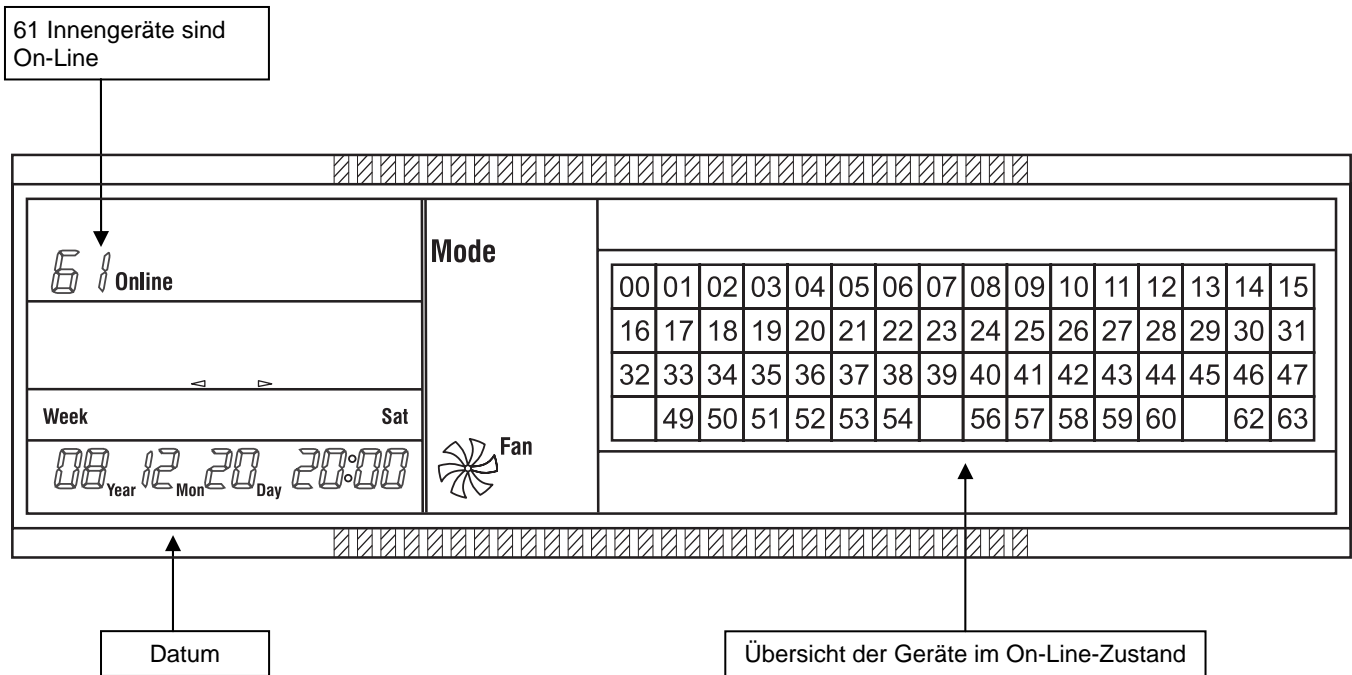 61 Innengeräte sind
On-Line
61 Online
Mode
00 01 02 03 04 05 06 07 08 09 10 11 12 13 14 15
16 17 18 19 20 21 22 23 24 25 26 27 28 29 30 31
32 33 34 35 36 37 38 39 40 41 42 43 44 45 46 47
49 50 51 52 53 54 56 57 58 59 60 62 63
Week Sat
08 Year 12 Mon 20 Day 20:00
Fan
Datum
Übersicht der Geräte im On-Line-Zustand